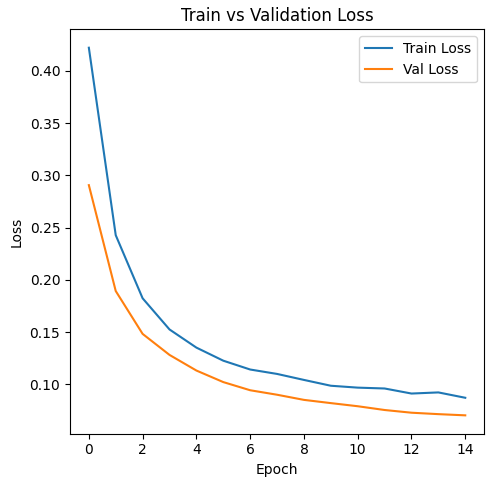 Train vs Validation Loss
Train Loss
Val Loss
0.40
0.35
0.30
0.25
0.20
0.15
0.10
Loss
0 2 4 6 8 10 12 14
Epoch